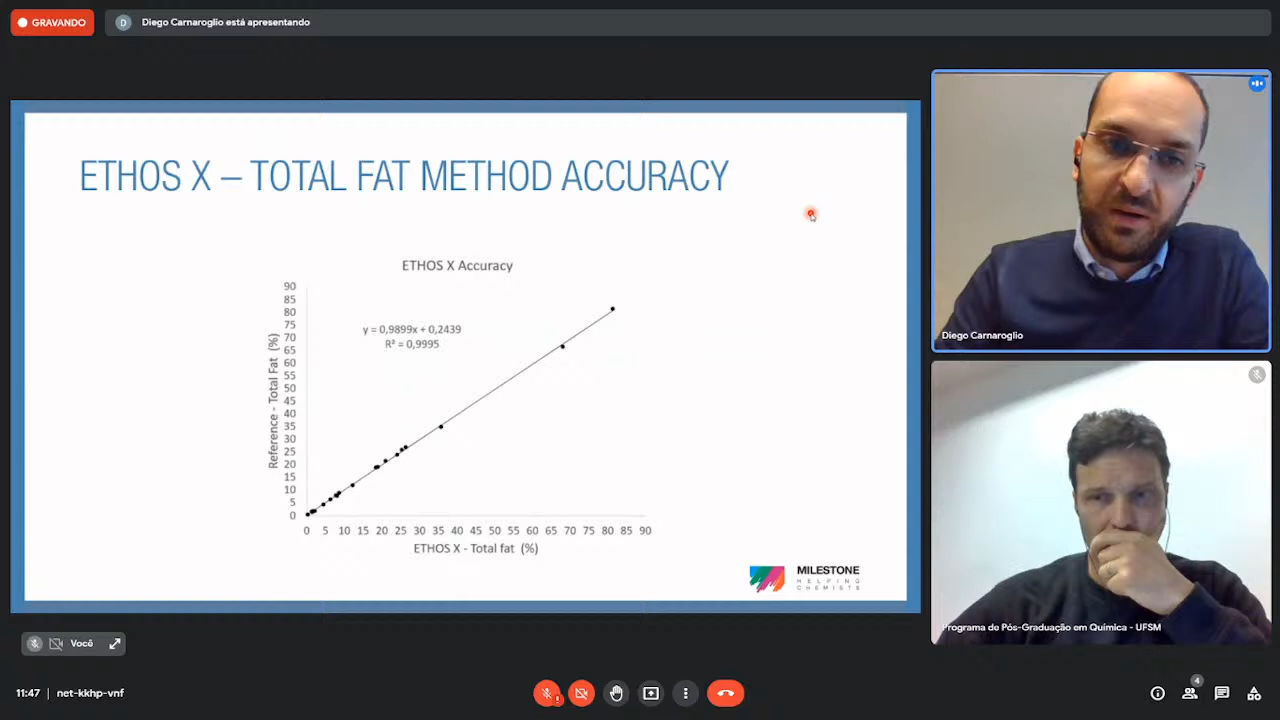 GRAVANDO
D
Diego Carnaroglio está apresentando
ETHOS X – TOTAL FAT METHOD ACCURACY
ETHOS X Accuracy
y = 0,9899x + 0,2439
R² = 0,9995
Reference - Total Fat (%)
90
85
80
75
70
65
60
55
50
45
40
35
30
25
20
15
10
5
0
0 5 10 15 20 25 30 35 40 45 50 55 60 65 70 75 80 85 90
ETHOS X - Total fat (%)
MILESTONE
HELPING
CHEMISTS
Diego Carnaroglio
Programa de Pós-Graduação em Química - UFSM
Você
11:47 | net-kkhp-vnf
4